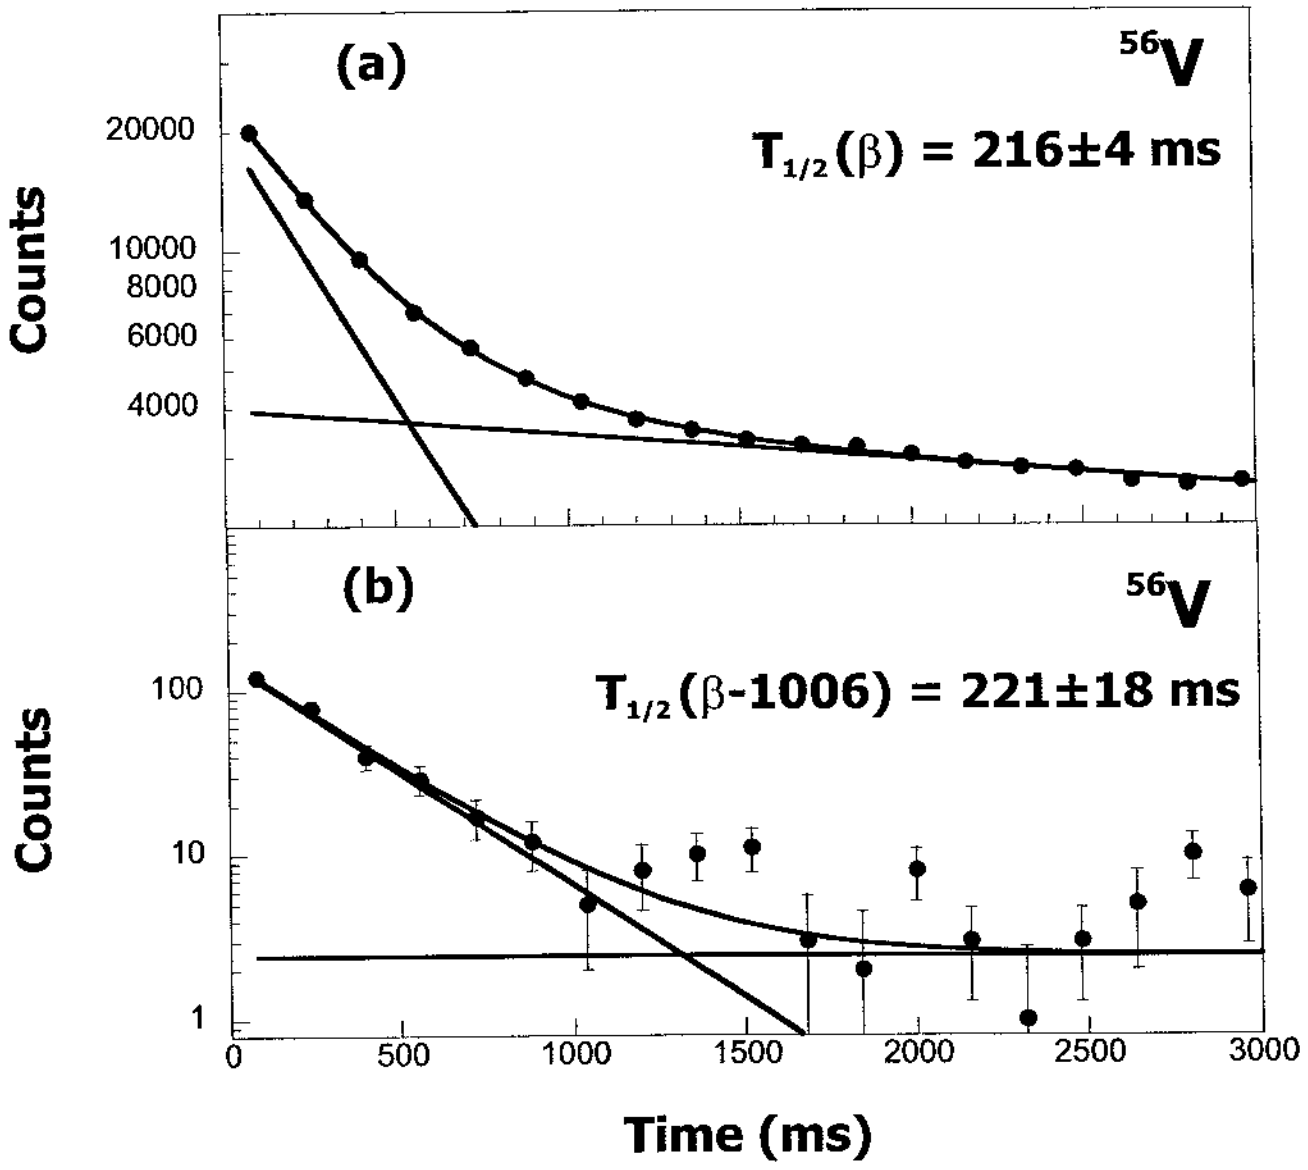 (a)
⁵⁶V
T₁/₂(β) = 216±4 ms
20000
10000
8000
6000
4000
Counts
(b)
⁵⁶V
T₁/₂(β-1006) = 221±18 ms
100
10
1
Counts
0 500 1000 1500 2000 2500 3000
Time (ms)